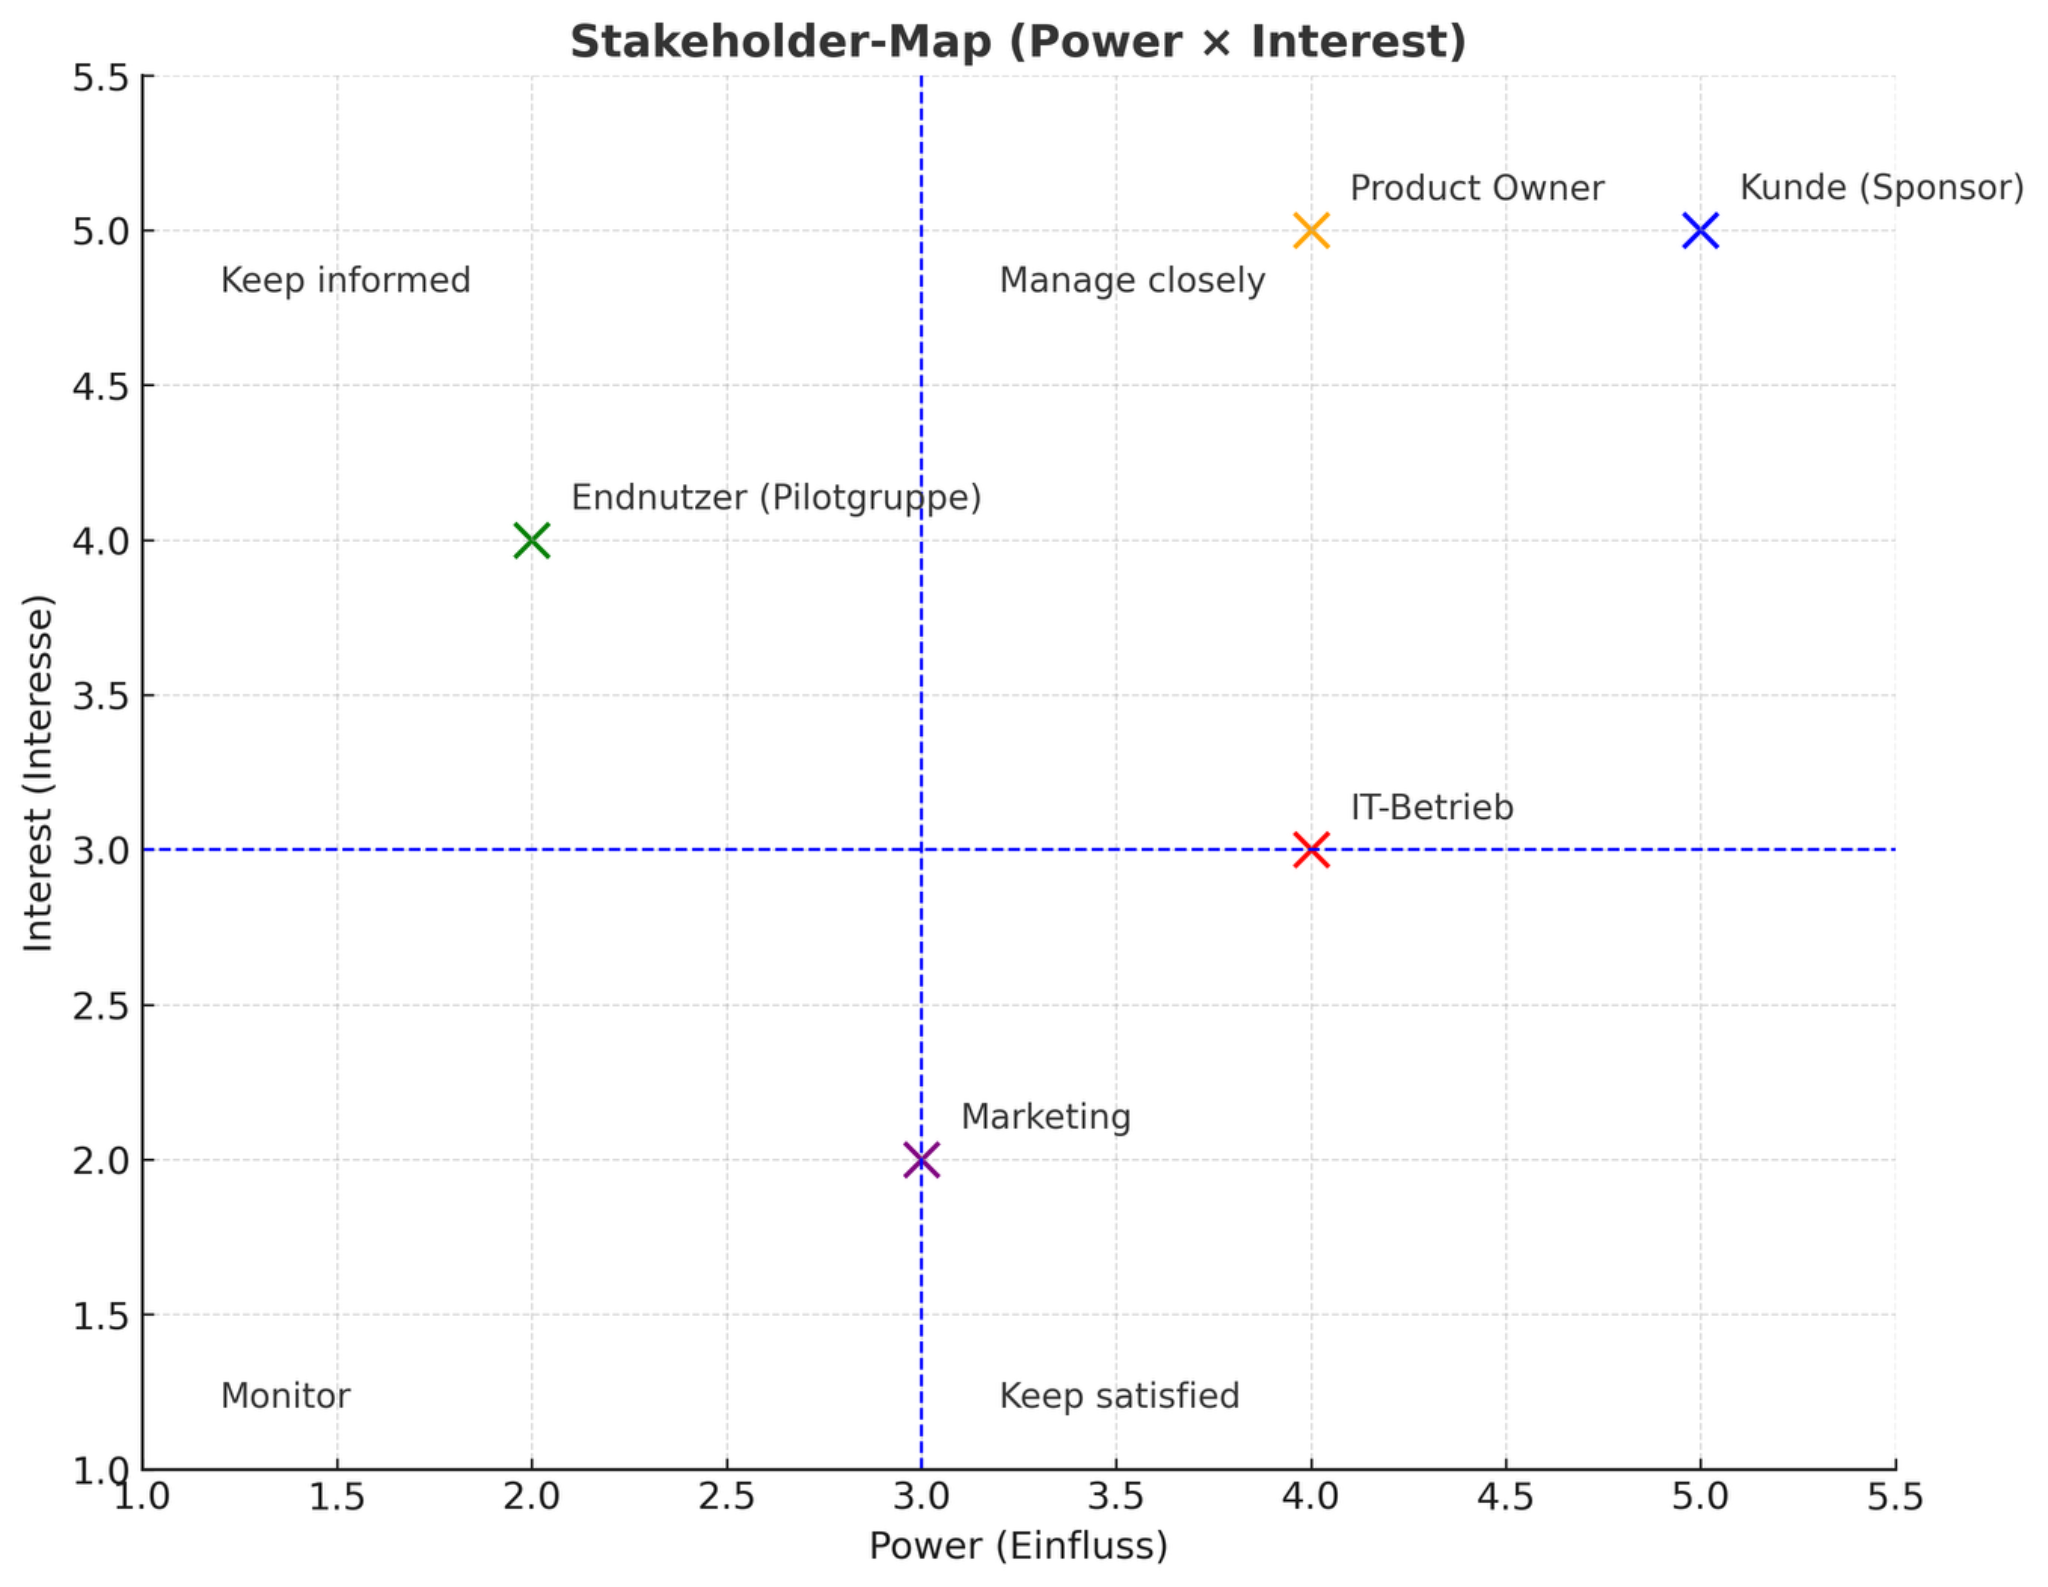 Stakeholder-Map (Power × Interest)
5.5
Product Owner
Kunde (Sponsor)
5.0
Keep informed
Manage closely
4.5
Endnutzer (Pilotgruppe)
4.0
3.5
IT-Betrieb
3.0
2.5
Marketing
2.0
1.5
Monitor
Keep satisfied
1.0
Interest (Interesse)
1.0 1.5 2.0 2.5 3.0 3.5 4.0 4.5 5.0 5.5
Power (Einfluss)